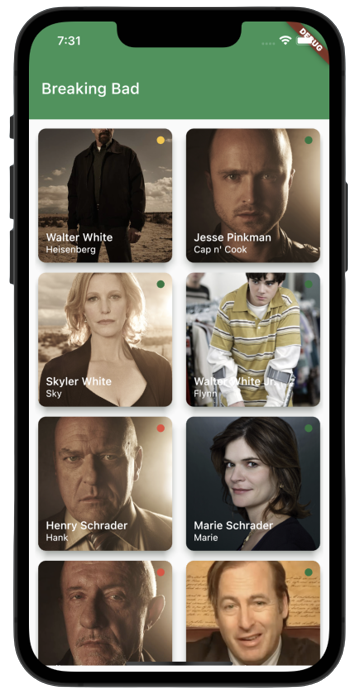 7:31
DEBUG
Breaking Bad
Walter White
Heisenberg
Jesse Pinkman
Cap n' Cook
Skyler White
Sky
Walter White Jr.
Flynn
Henry Schrader
Hank
Marie Schrader
Marie